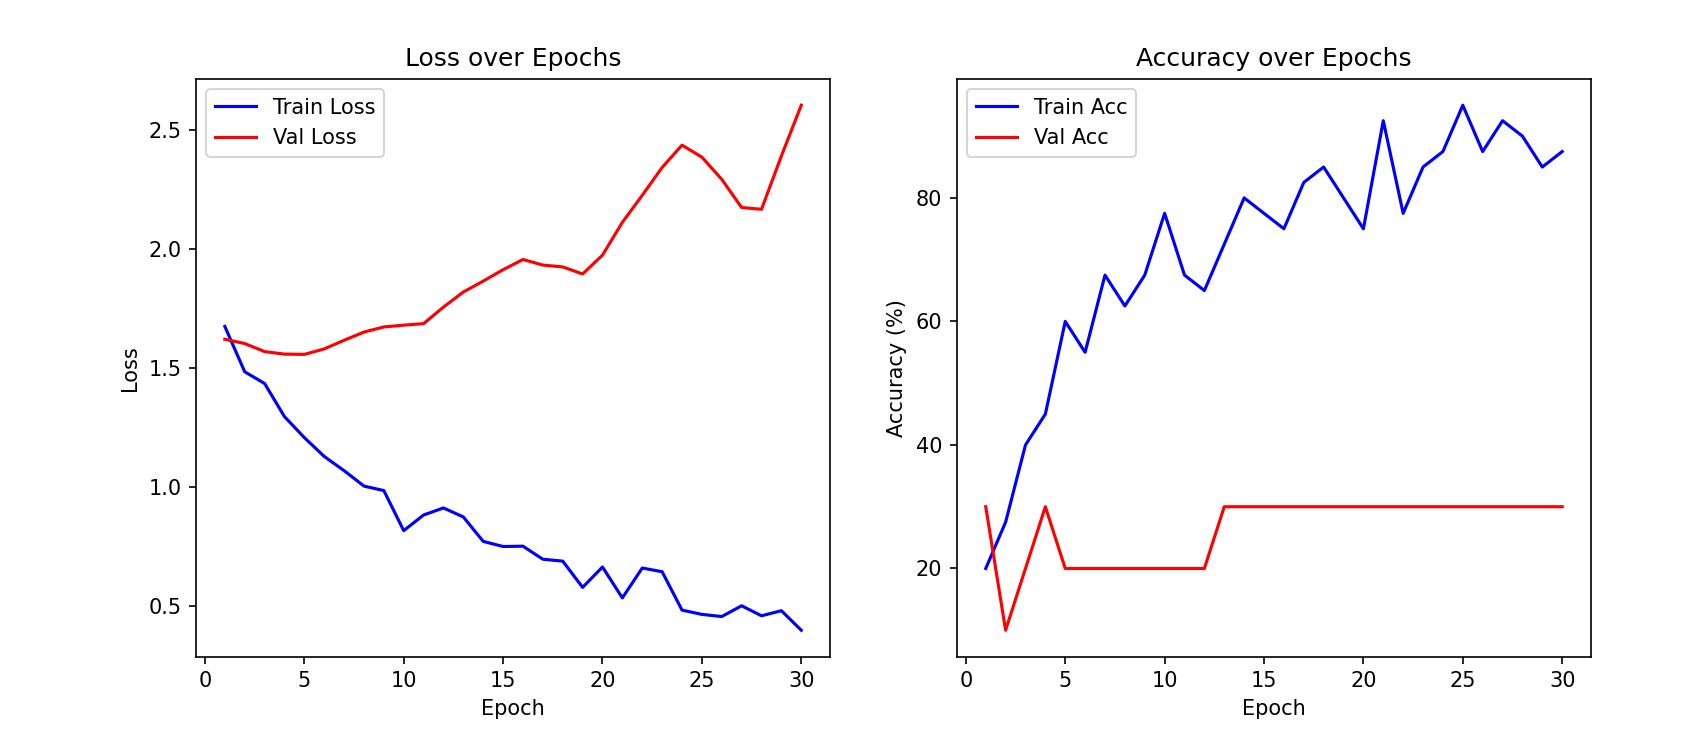 Loss over Epochs
Train Loss
Val Loss
2.5
2.0
1.5
1.0
0.5
Loss
0 5 10 15 20 25 30
Epoch
Accuracy over Epochs
Train Acc
Val Acc
80
60
40
20
Accuracy (%)
0 5 10 15 20 25 30
Epoch